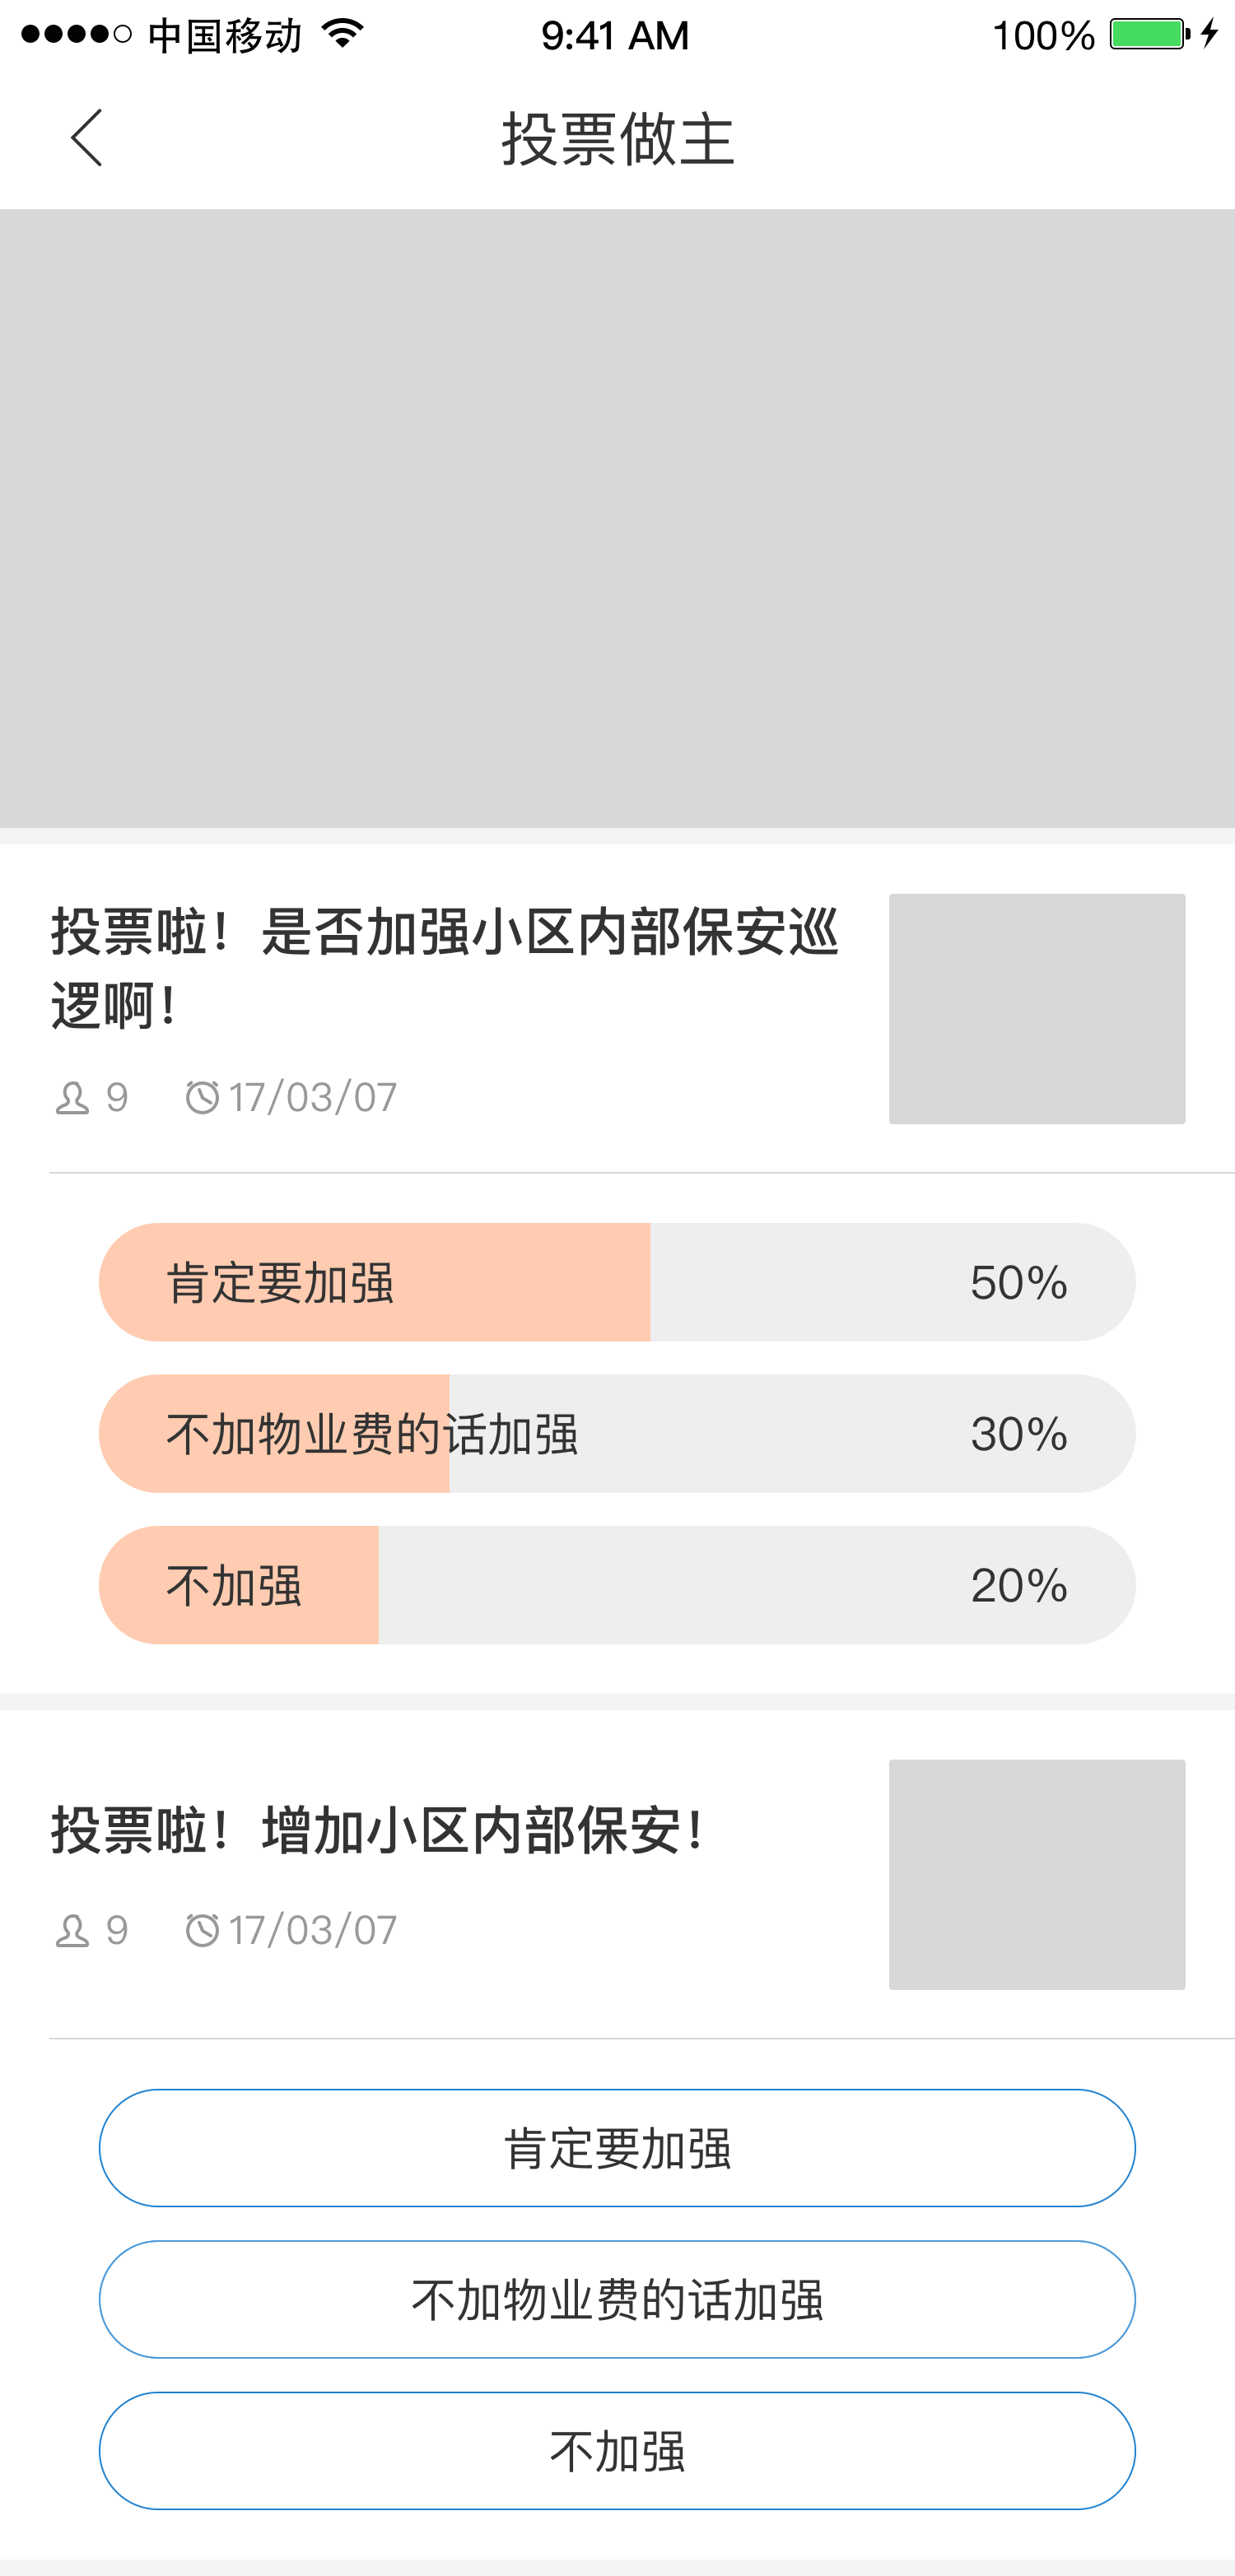 中国移动 9:41 AM 100%
投票做主
投票啦！是否加强小区内部保安巡
逻啊！
9 17/03/07
肯定要加强 50%
不加物业费的话加强 30%
不加强 20%
投票啦！增加小区内部保安！
9 17/03/07
肯定要加强
不加物业费的话加强
不加强